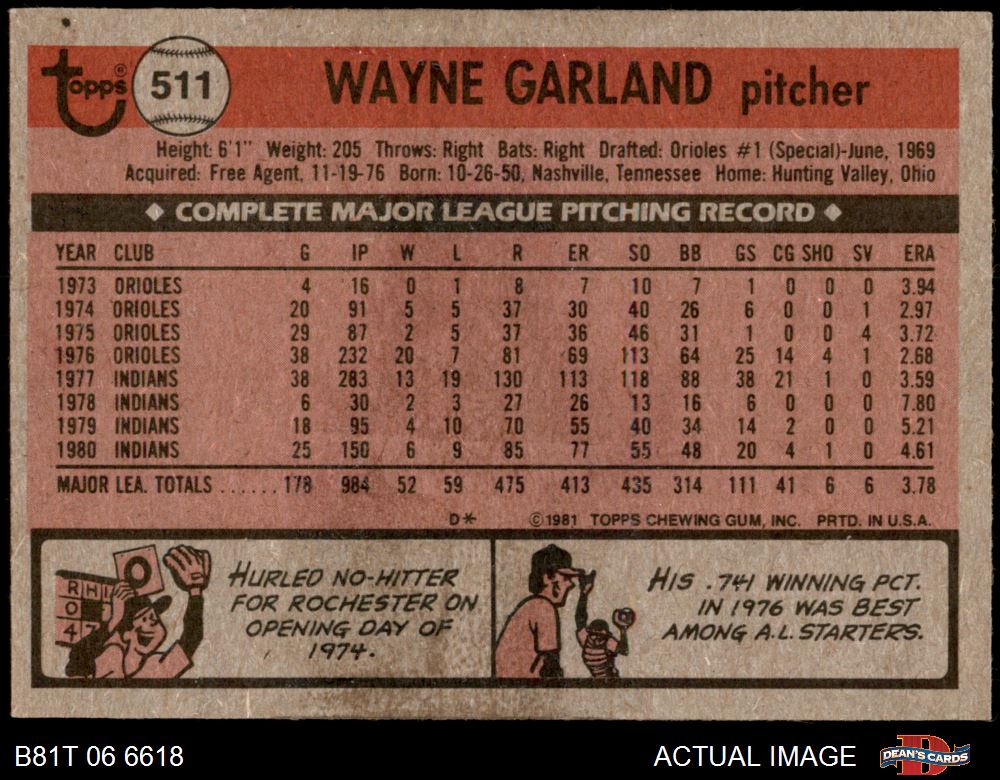 topps® 511 WAYNE GARLAND pitcher
Height: 6'1" Weight: 205 Throws: Right Bats: Right Drafted: Orioles #1 (Special)-June, 1969
Acquired: Free Agent, 11-19-76 Born: 10-26-50, Nashville, Tennessee Home: Hunting Valley, Ohio
◆ COMPLETE MAJOR LEAGUE PITCHING RECORD ◆
YEAR CLUB G IP W L R ER SO BB GS CG SHO SV ERA
1973 ORIOLES 4 16 0 1 8 7 10 7 1 0 0 0 3.94
1974 ORIOLES 20 91 5 5 37 30 40 26 6 0 0 1 2.97
1975 ORIOLES 29 87 2 5 37 36 46 31 1 0 0 4 3.72
1976 ORIOLES 38 232 20 7 81 69 113 64 25 14 4 1 2.68
1977 INDIANS 38 283 13 19 130 113 118 88 38 21 1 0 3.59
1978 INDIANS 6 30 2 3 27 26 13 16 6 0 0 0 7.80
1979 INDIANS 18 95 4 10 70 55 40 34 14 2 0 0 5.21
1980 INDIANS 25 150 6 9 85 77 55 48 20 4 1 0 4.61
MAJOR LEA. TOTALS ...... 178 984 52 59 475 413 435 314 111 41 6 6 3.78
D* ©1981 TOPPS CHEWING GUM, INC. PRTD. IN U.S.A.
R H
0
0
4 7
HURLED NO-HITTER
FOR ROCHESTER ON
OPENING DAY OF
1974.
HIS .741 WINNING PCT.
IN 1976 WAS BEST
AMONG A.L. STARTERS.
B81T 06 6618 ACTUAL IMAGE DEAN'S CARDS